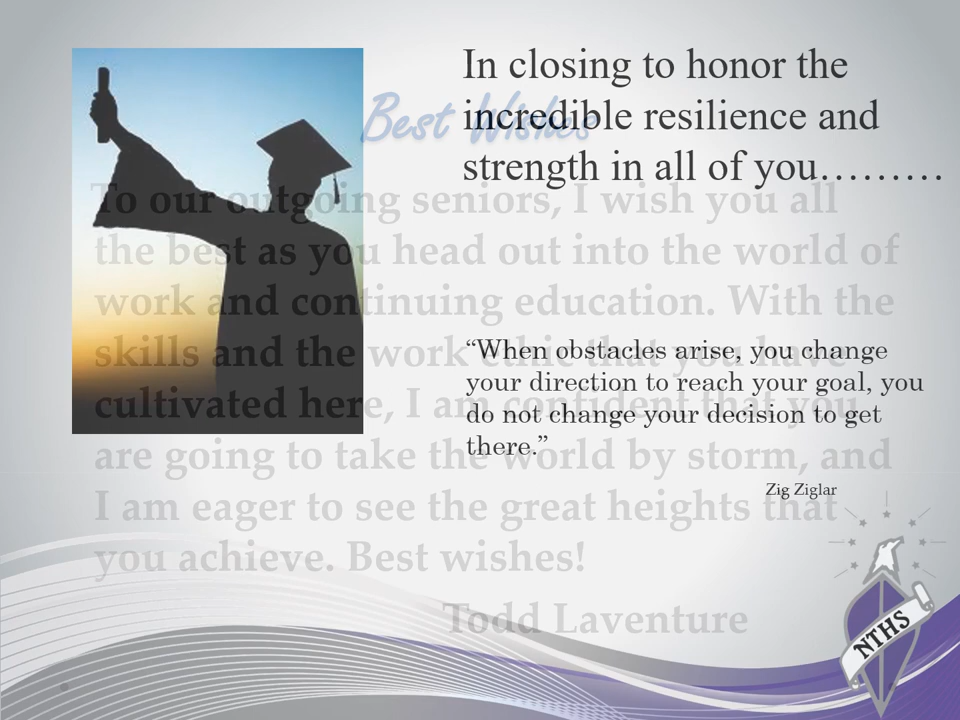 In closing to honor the
incredible resilience and
strength in all of you………
Best Wishes
To our outgoing seniors, I wish you all
the best as you head out into the world of
work and continuing education. With the
skills and the work ethic that you have
cultivated here, I am confident that you
are going to take the world by storm, and
I am eager to see the great heights that
you achieve. Best wishes!
Todd Laventure
“When obstacles arise, you change
your direction to reach your goal, you
do not change your decision to get
there.”
Zig Ziglar
NTHS